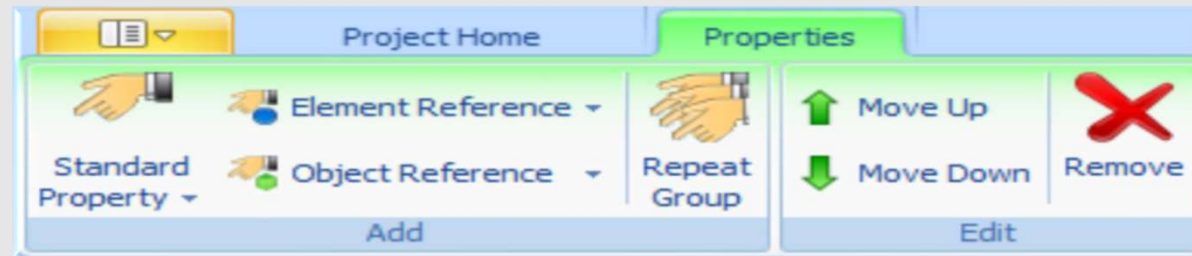 Project Home
Properties
Standard
Property
Element Reference
Object Reference
Repeat
Group
Add
Move Up
Move Down
Remove
Edit